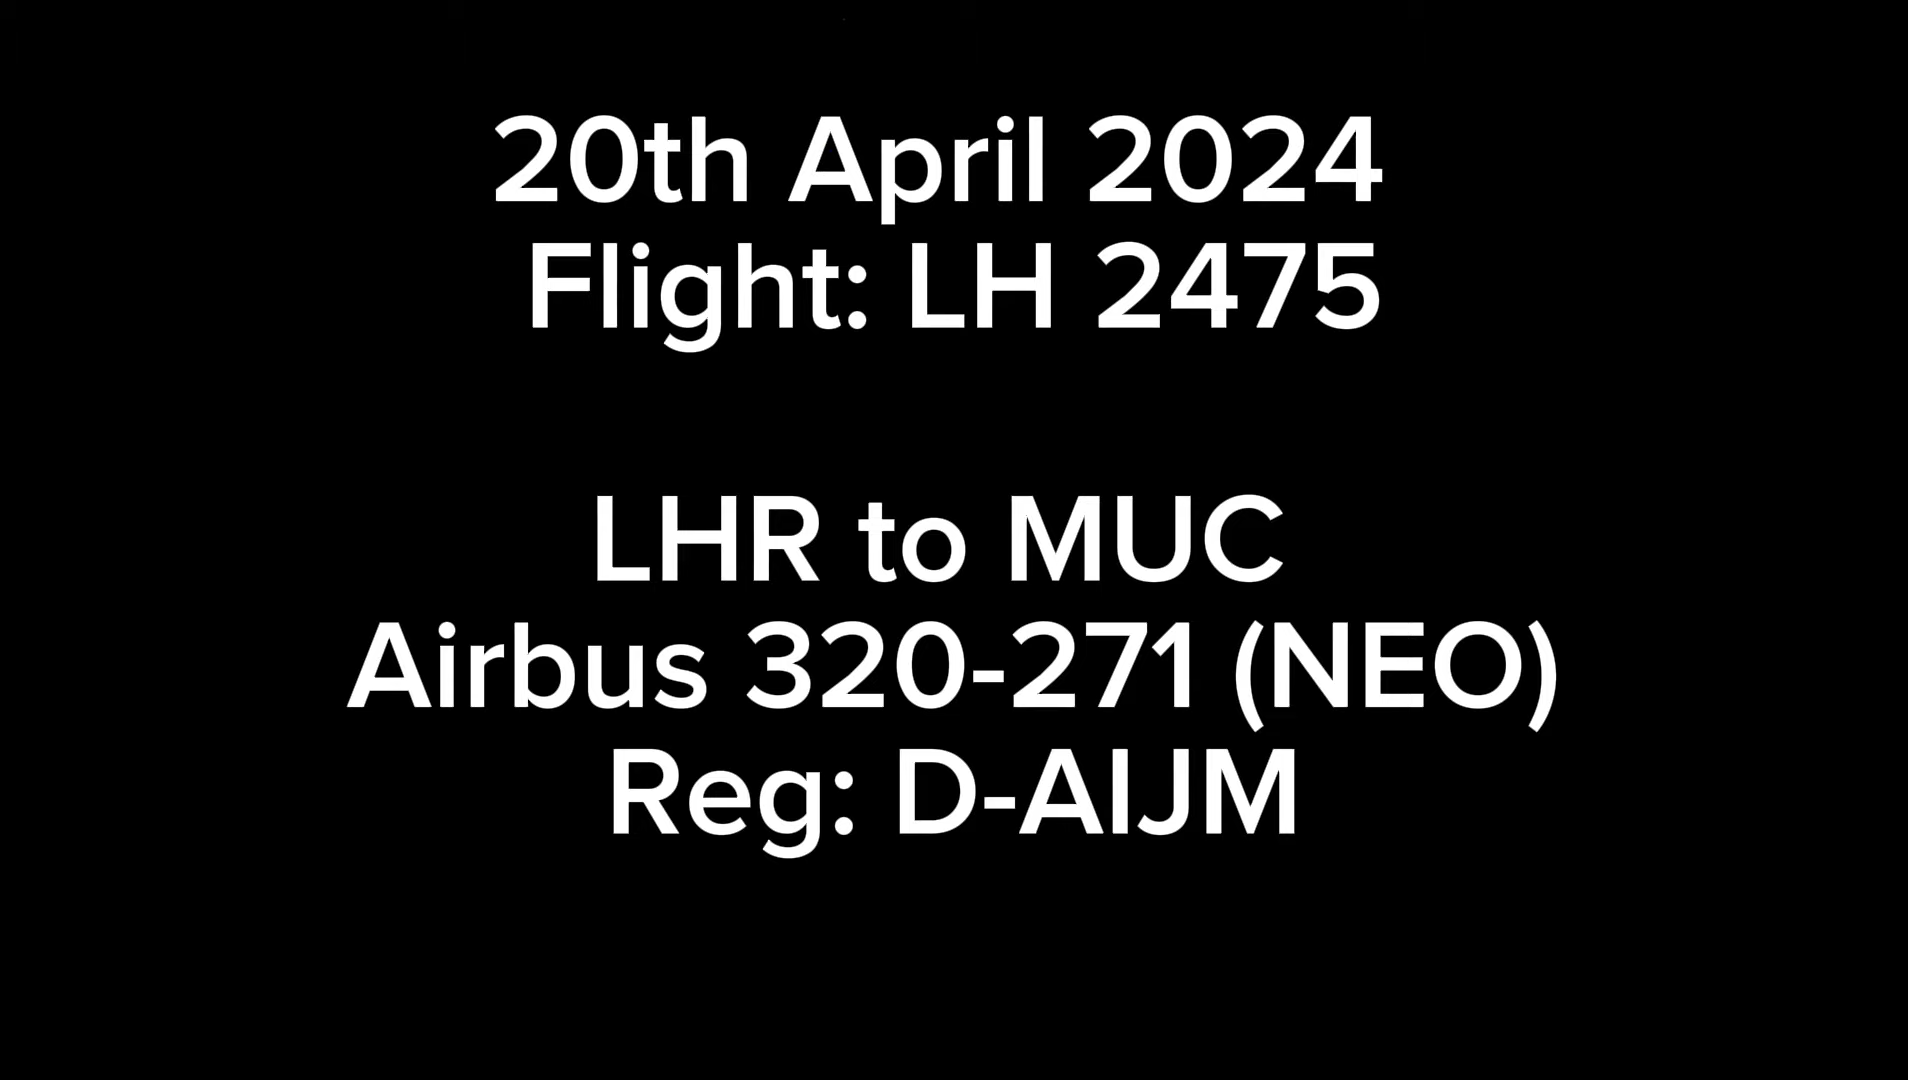 20th April 2024
Flight: LH 2475
LHR to MUC
Airbus 320-271 (NEO)
Reg: D-AIJM